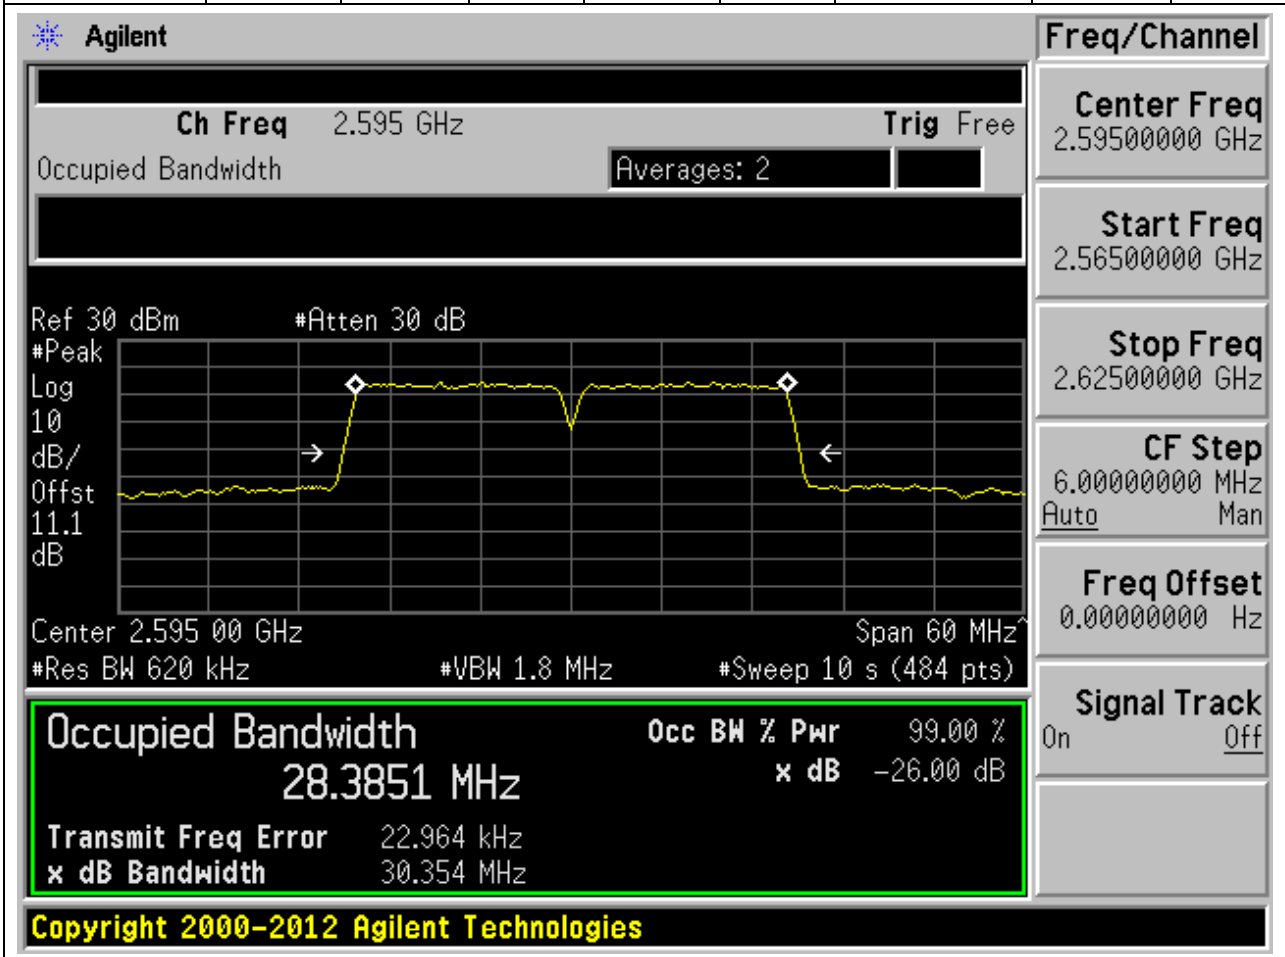 Agilent
Freq/Channel
Ch Freq 2.595 GHz Trig Free
Occupied Bandwidth Averages: 2
Center Freq
2.59500000 GHz
Start Freq
2.56500000 GHz
Stop Freq
2.62500000 GHz
CF Step
6.00000000 MHz
Auto Man
Freq Offset
0.00000000 Hz
Signal Track
On Off
Ref 30 dBm #Atten 30 dB
#Peak
Log
10
dB/
Offst
11.1
dB
Center 2.595 00 GHz Span 60 MHz^
#Res BW 620 kHz #VBW 1.8 MHz #Sweep 10 s (484 pts)
Occupied Bandwidth Occ BW % Pwr 99.00 %
28.3851 MHz x dB -26.00 dB
Transmit Freq Error 22.964 kHz
x dB Bandwidth 30.354 MHz
Copyright 2000-2012 Agilent Technologies